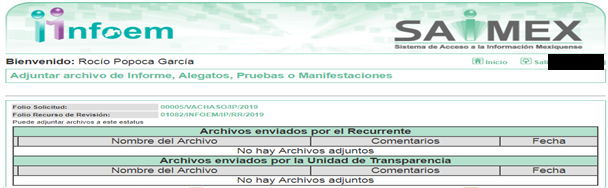 infoem
SAIMEX
Sistema de Acceso a la Información Mexiquense
Bienvenido: Rocío Popoca García
Inicio
Adjuntar archivo de Informe, Alegatos, Pruebas o Manifestaciones
Folio Solicitud: 00005/VACHASO/IP/2019
Folio Recurso de Revisión: 01082/INFOEM/IP/RR/2019
Puede adjuntar archivos a este estatus
Archivos enviados por el Recurrente
Nombre del Archivo Comentarios Fecha
No hay Archivos adjuntos
Archivos enviados por la Unidad de Transparencia
Nombre del Archivo Comentarios Fecha
No hay Archivos adjuntos